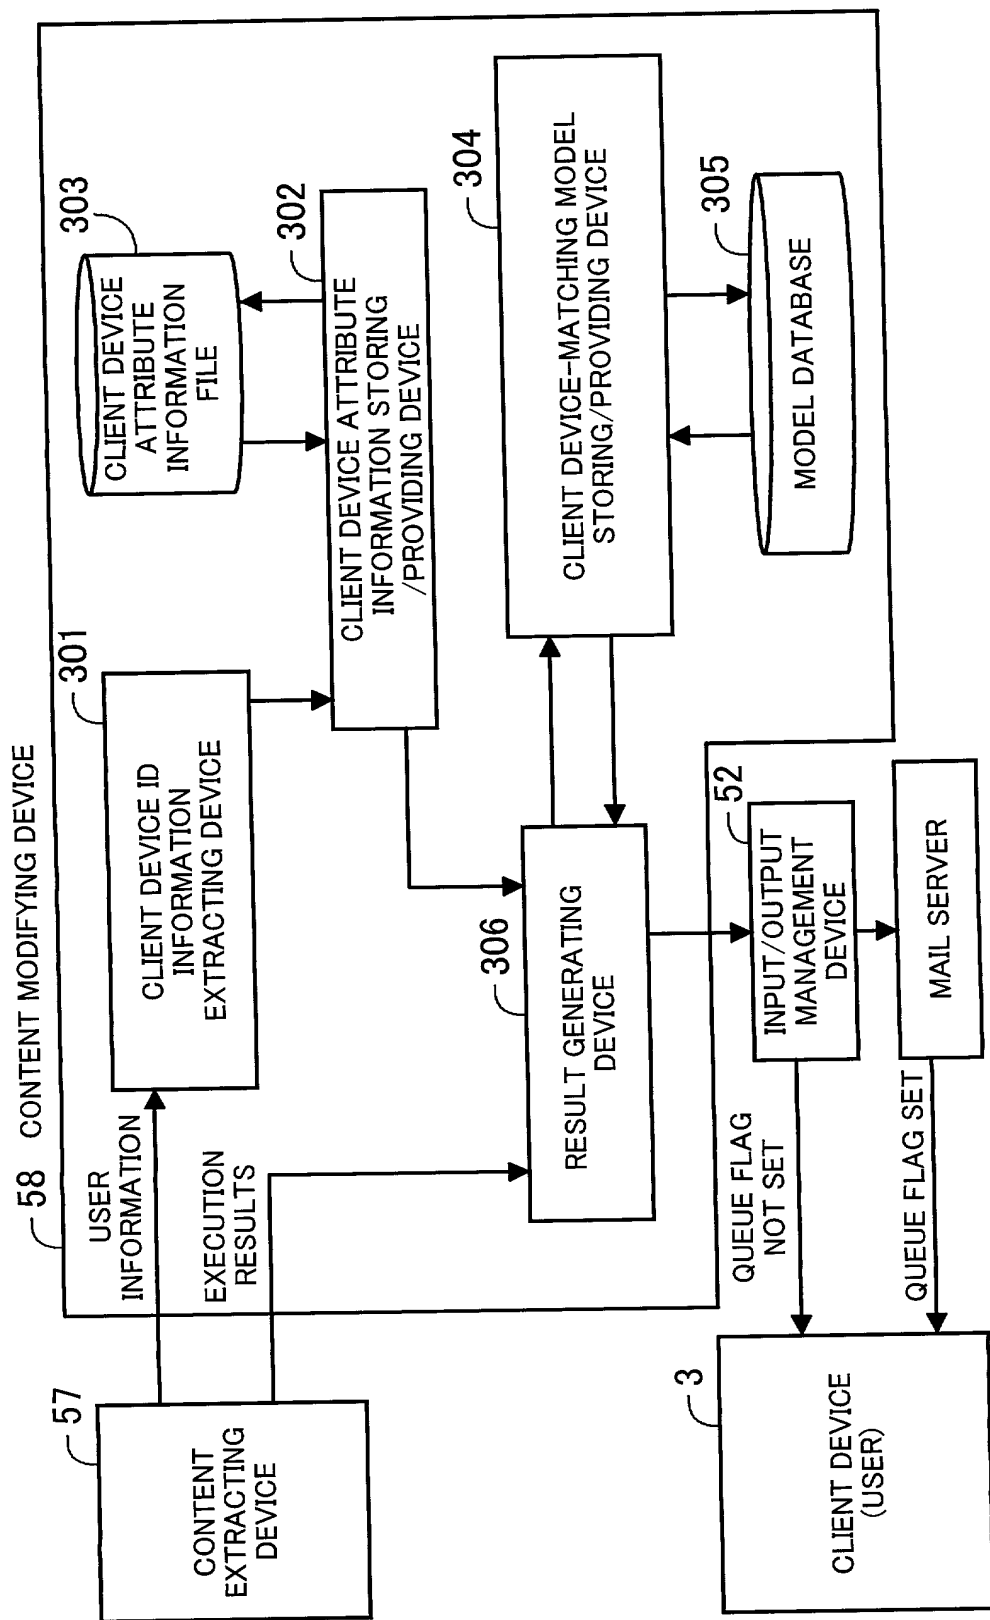 58
CONTENT MODIFYING DEVICE
57
CONTENT
EXTRACTING
DEVICE
USER
INFORMATION
EXECUTION
RESULTS
301
CLIENT DEVICE ID
INFORMATION
EXTRACTING DEVICE
303
CLIENT DEVICE
ATTRIBUTE
INFORMATION
FILE
302
CLIENT DEVICE ATTRIBUTE
INFORMATION STORING
/PROVIDING DEVICE
304
CLIENT DEVICE-MATCHING MODEL
STORING/PROVIDING DEVICE
305
MODEL DATABASE
306
RESULT GENERATING
DEVICE
52
INPUT/OUTPUT
MANAGEMENT
DEVICE
MAIL SERVER
QUEUE FLAG
NOT SET
QUEUE FLAG SET
3
CLIENT DEVICE
(USER)